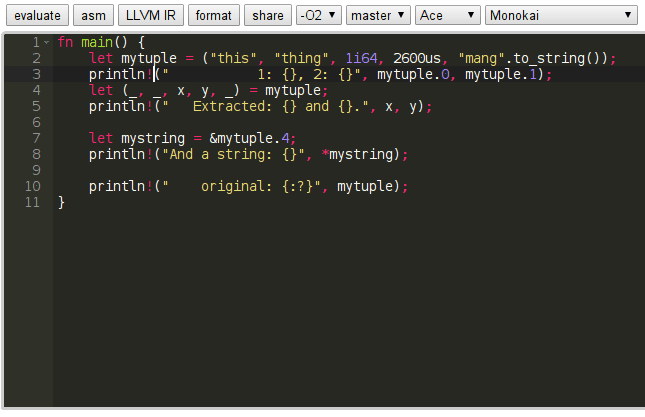 evaluate asm LLVM IR format share -O2 master Ace Monokai
1 fn main() {
2     let mytuple = ("this", "thing", 1i64, 2600us, "mang".to_string());
3     println!("           1: {}, 2: {}", mytuple.0, mytuple.1);
4     let (_, _, x, y, _) = mytuple;
5     println!("   Extracted: {} and {}.", x, y);
6
7     let mystring = &mytuple.4;
8     println!("And a string: {}", *mystring);
9
10     println!("    original: {:?}", mytuple);
11 }